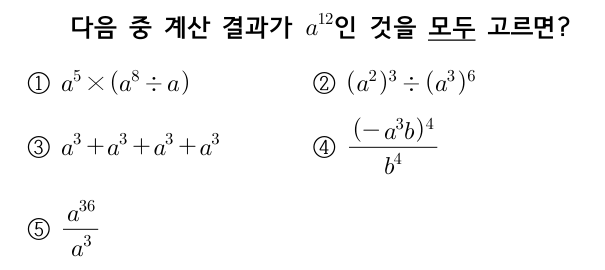 다음 중 계산 결과가 $a^{12}$인 것을 모두 고르면?
① $a^5 \times (a^8 \div a)$ ② $(a^2)^3 \div (a^3)^6$
③ $a^3 + a^3 + a^3 + a^3$ ④ $\frac{(-a^3b)^4}{b^4}$
⑤ $\frac{a^{36}}{a^3}$